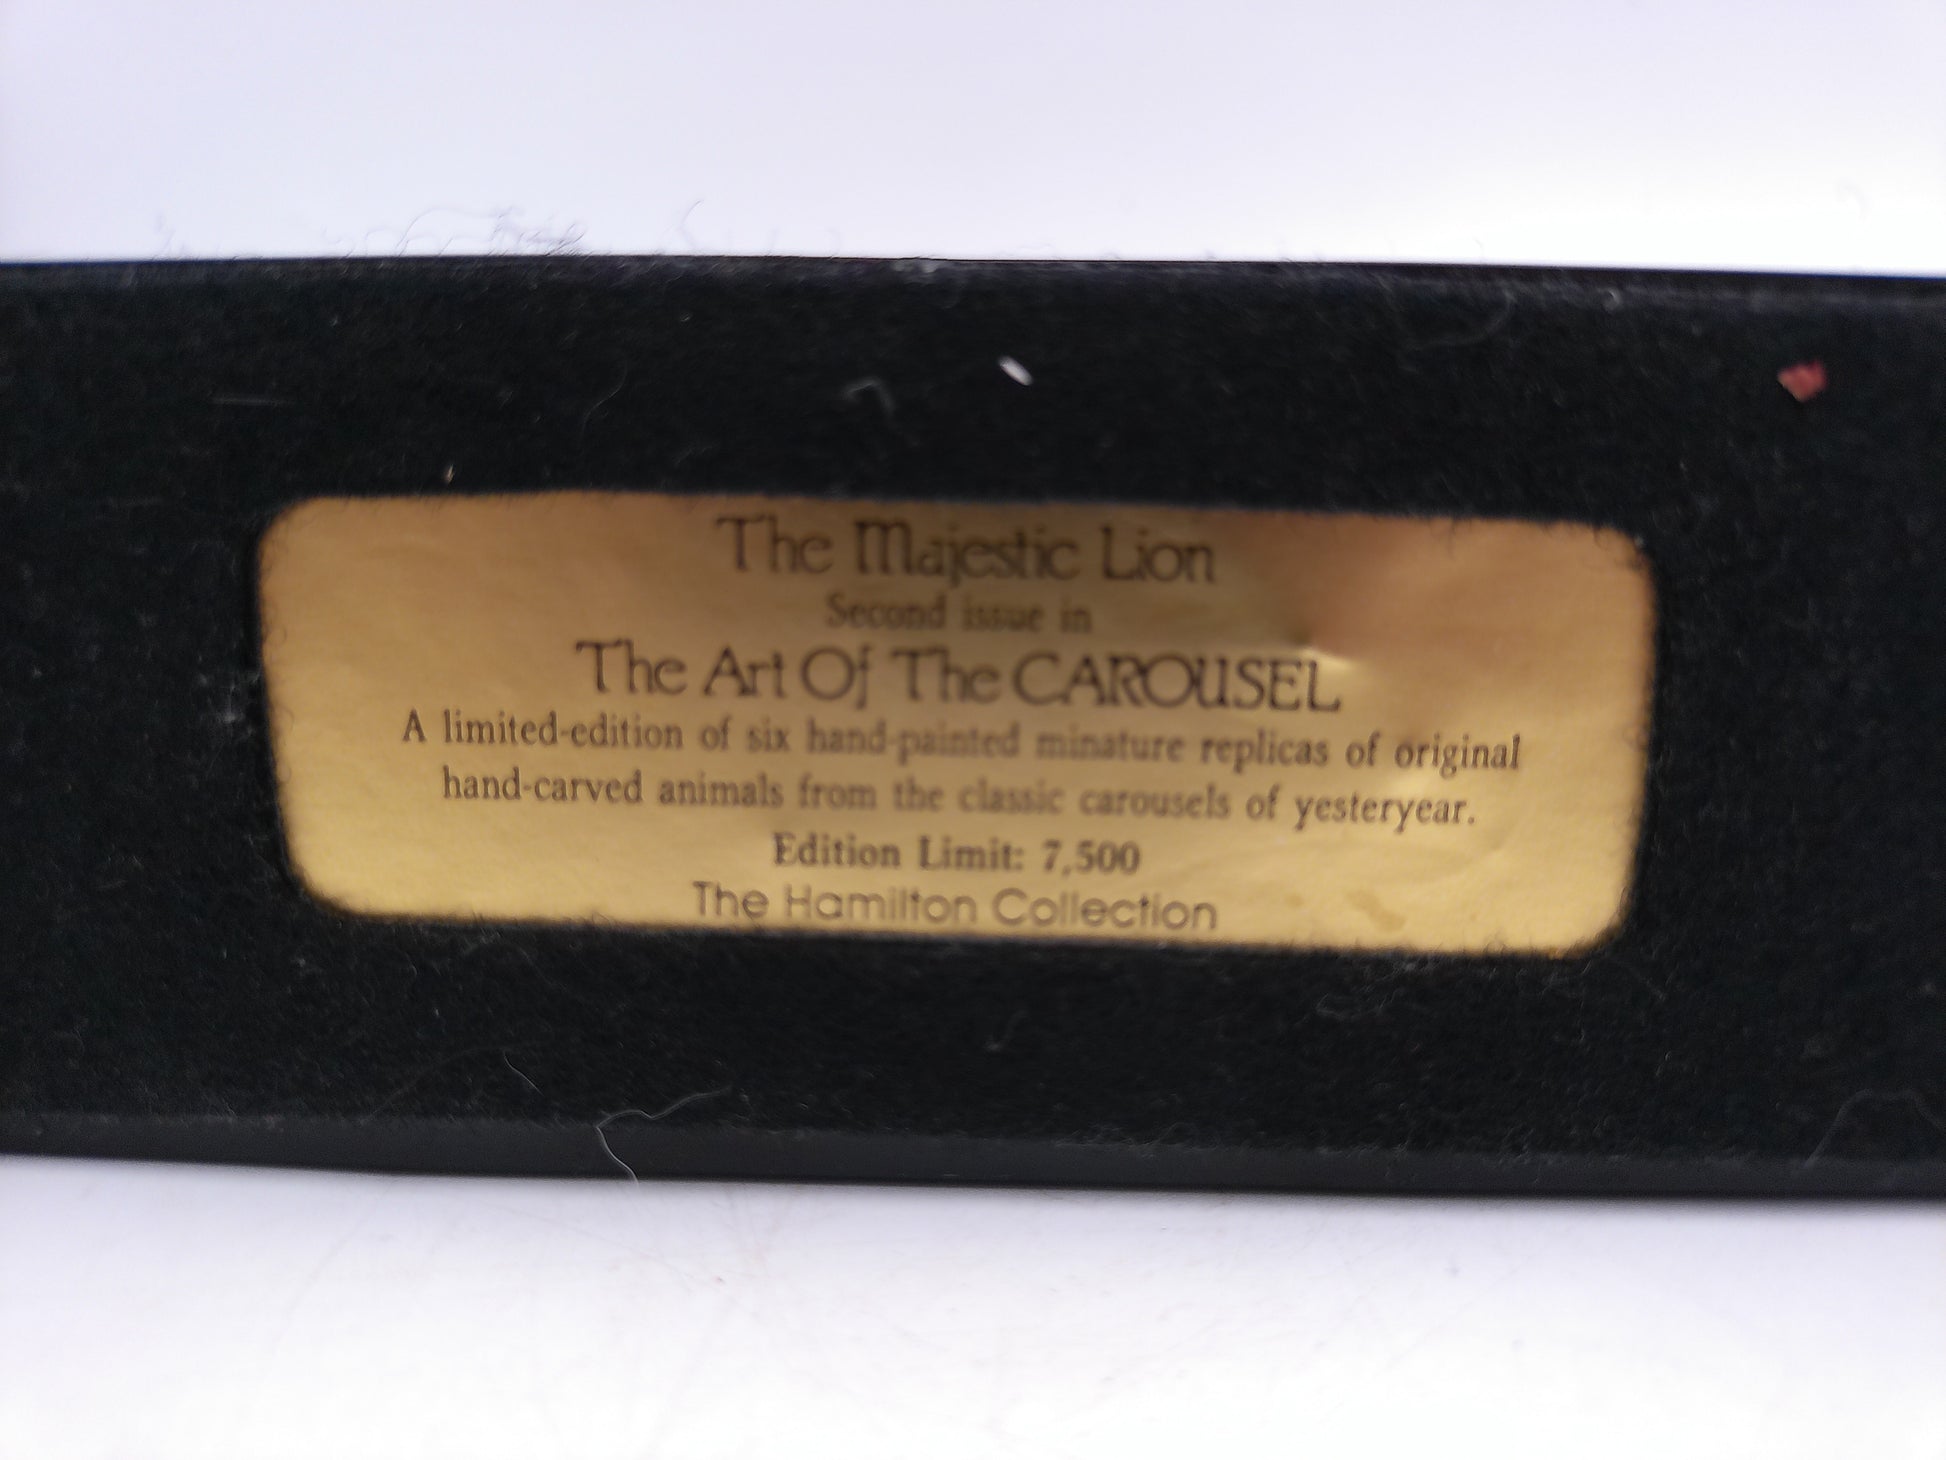 The Majestic Lion
Second issue in
The Art Of The CAROUSEL
A limited-edition of six hand-painted minature replicas of original
hand-carved animals from the classic carousels of yesteryear.
Edition Limit: 7,500
The Hamilton Collection